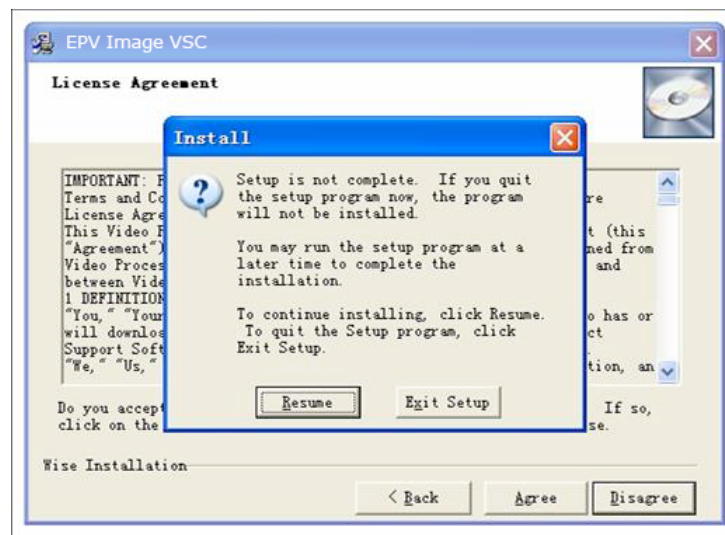 EPV Image VSC
License Agreement
Install
Setup is not complete. If you quit
the setup program now, the program
will not be installed.
You may run the setup program at a
later time to complete the
installation.
To continue installing, click Resume.
To quit the Setup program, click
Exit Setup.
Resume
Exit Setup
IMPORTANT:
Terms and re
License Agre
This Video t (this
"Agreement") ned from
Video Proces and
between Vide
1 DEFINITION
"You," "Your o has or
will downloa ct
Support Soft
"We," "Us," tion, an
Do you accept If so,
click on the se.
Wise Installation
< Back
Agree
Disagree